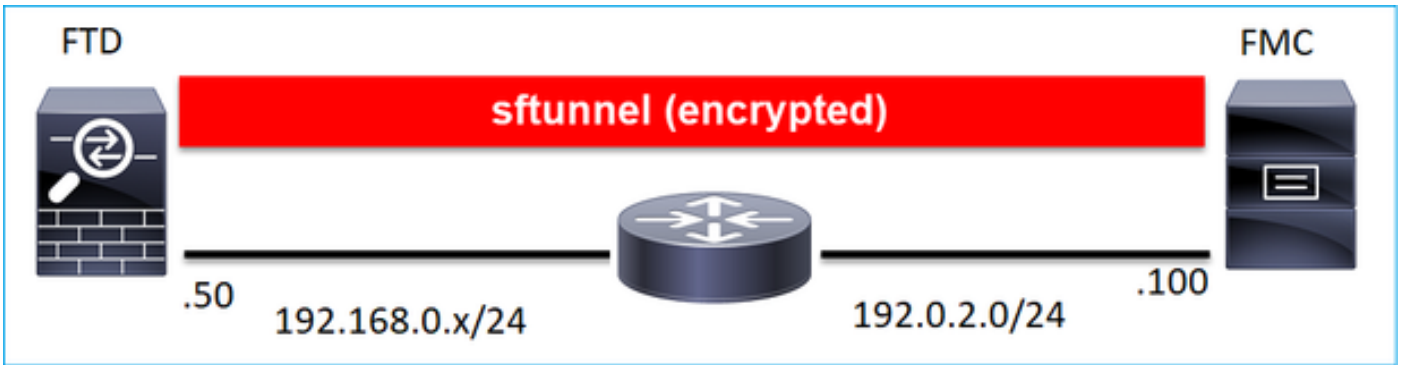 FTD
FMC
sftunnel (encrypted)
.50
.100
192.168.0.x/24
192.0.2.0/24